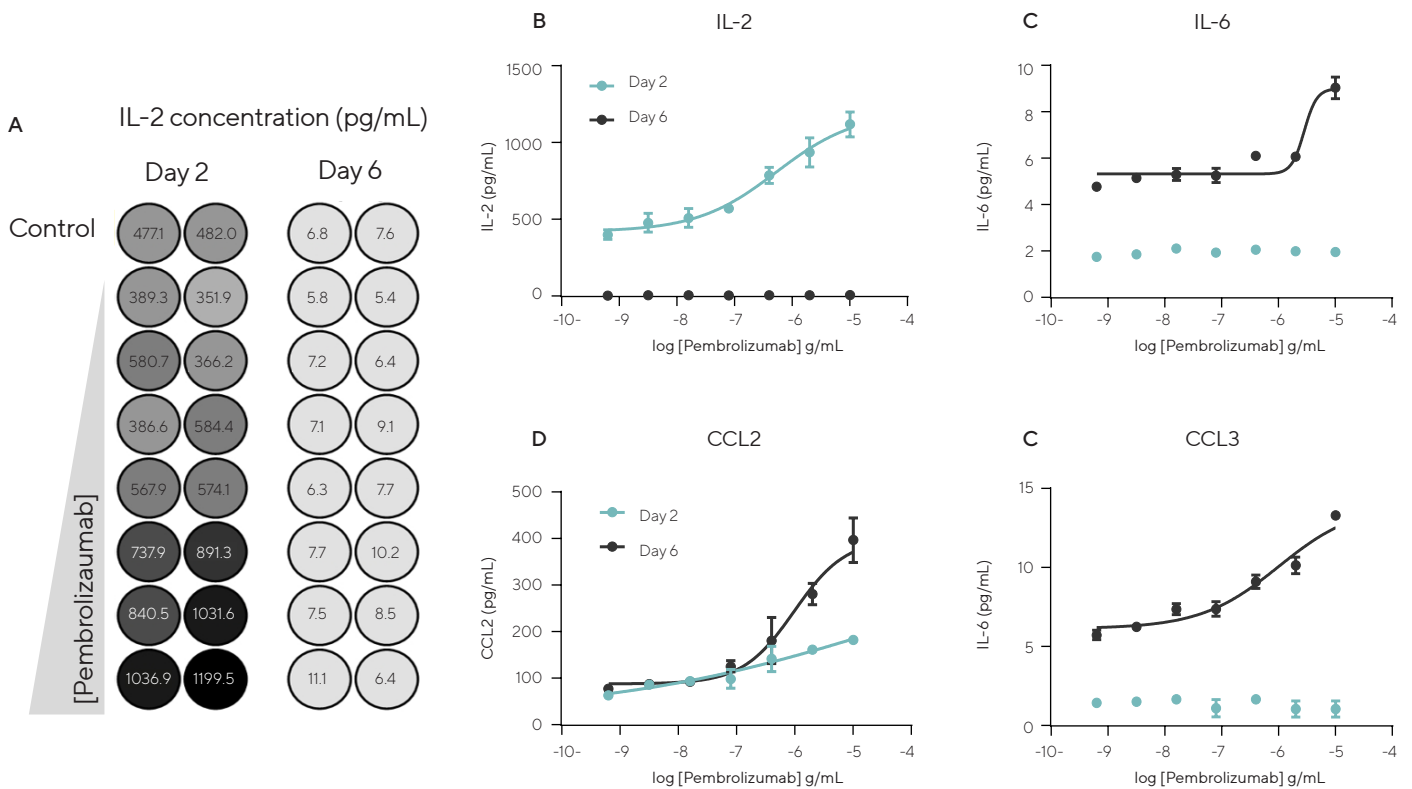 A
IL-2 concentration (pg/mL)
Day 2
Day 6
Control
477.1 482.0 6.8 7.6
389.3 351.9 5.8 5.4
580.7 366.2 7.2 6.4
386.6 584.4 7.1 9.1
567.9 574.1 6.3 7.7
737.9 891.3 7.7 10.2
840.5 1031.6 7.5 8.5
1036.9 1199.5 11.1 6.4
[Pembrolizaumab]
B
IL-2
IL-2 (pg/mL)
1500
1000
500
0
Day 2
Day 6
-10- -9 -8 -7 -6 -5 -4
log [Pembrolizumab] g/mL
C
IL-6
IL-6 (pg/mL)
10
8
6
4
2
0
-10- -9 -8 -7 -6 -5 -4
log [Pembrolizumab] g/mL
D
CCL2
CCL2 (pg/mL)
500
400
300
200
100
0
Day 2
Day 6
-10- -9 -8 -7 -6 -5 -4
log [Pembrolizumab] g/mL
C
CCL3
IL-6 (pg/mL)
15
10
5
0
-10- -9 -8 -7 -6 -5 -4
log [Pembrolizumab] g/mL